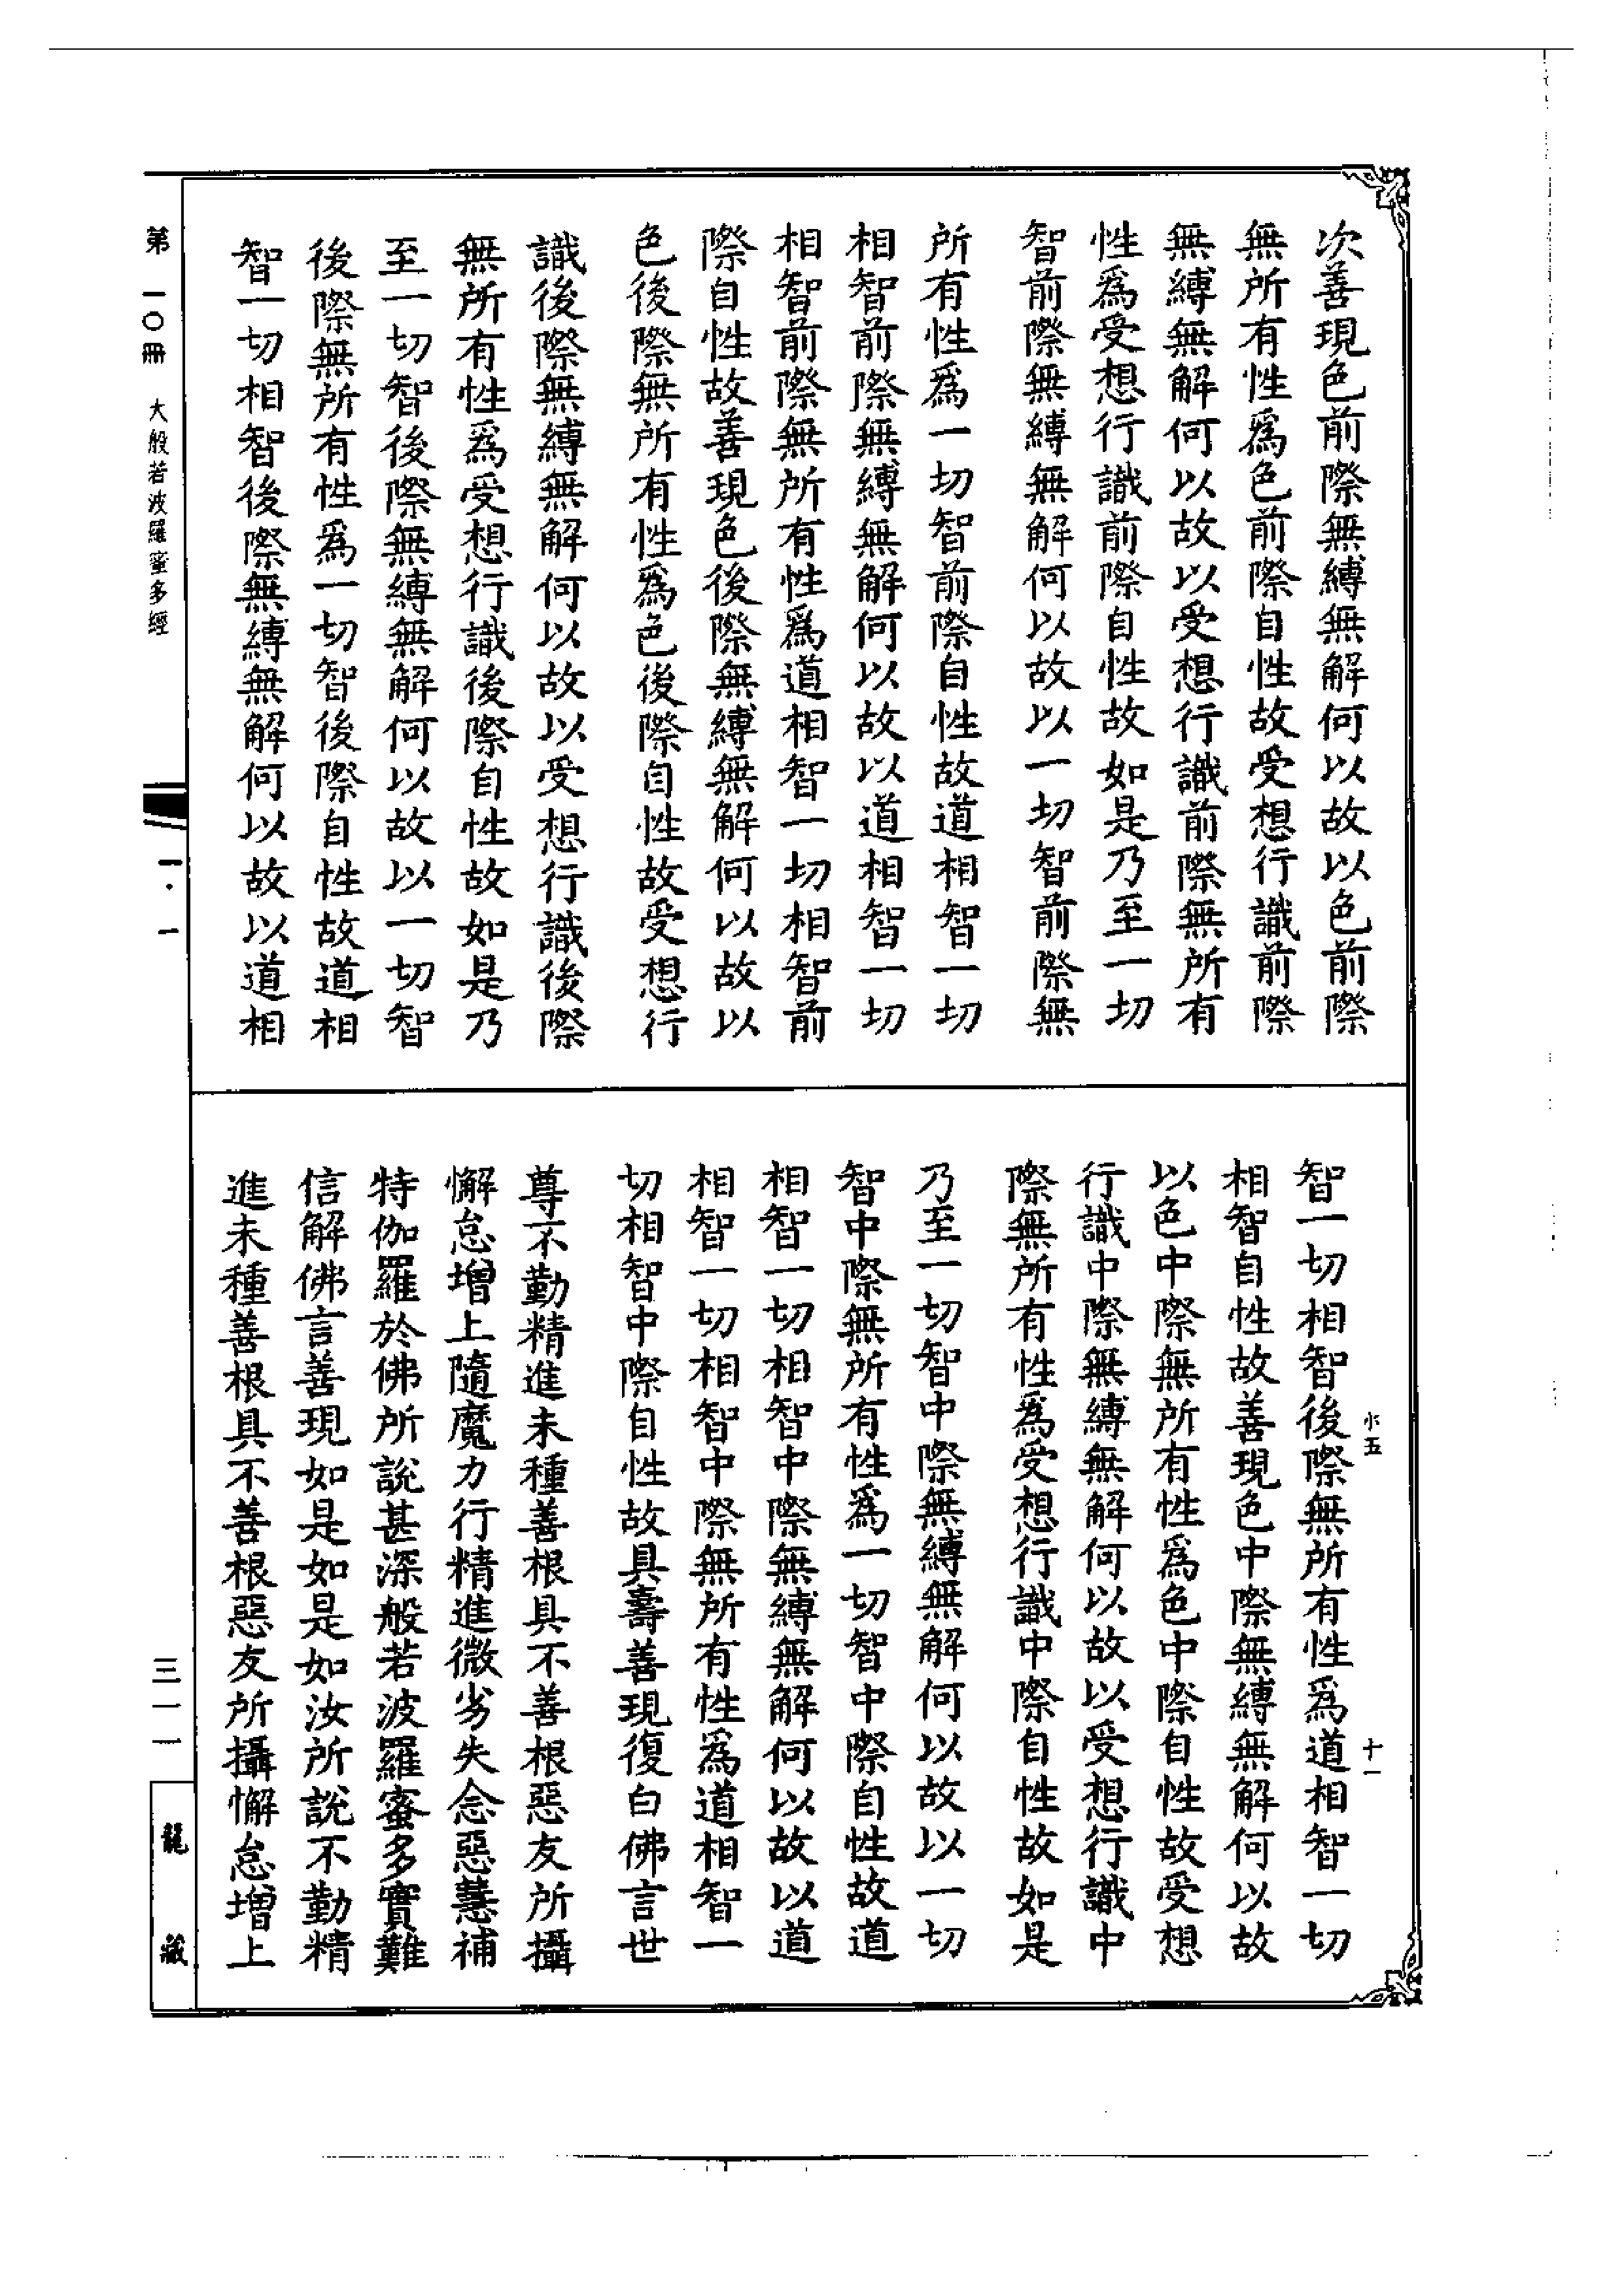 次善現色前際無縛無解何以故以色前際
無所有性爲色前際自性故受想行識前際
無縛無解何以故以受想行識前際無所有
性爲受想行識前際自性故如是乃至一切
智前際無縛無解何以故以一切智前際無
所有性爲一切智前際自性故道相智一切
相智前際無縛無解何以故以道相智一切
相智前際無所有性爲道相智一切相智前
際自性故善現色後際無縛無解何以故以
色後際無所有性爲色後際自性故受想行
識後際無縛無解何以故以受想行識後際
無所有性爲受想行識後際自性故如是乃
至一切智後際無縛無解何以故以一切智
後際無所有性爲一切智後際自性故道相
智一切相智後際無縛無解何以故以道相
智一切相智後際無所有性爲道相智一切
相智自性故善現色中際無縛無解何以故
以色中際無所有性爲色中際自性故受想
行識中際無縛無解何以故以受想行識中
際無所有性爲受想行識中際自性故如是
乃至一切智中際無縛無解何以故以一切
智中際無所有性爲一切智中際自性故道
相智一切相智中際無縛無解何以故以道
相智一切相智中際無所有性爲道相智一
切相智中際自性故具壽善現復白佛言世
尊不勤精進未種善根具不善根惡友所攝
懈怠增上隨魔力行精進微劣失念惡慧補
特伽羅於佛所說甚深般若波羅蜜多實難
信解佛言善現如是如是如汝所說不勤精
進未種善根具不善根惡友所攝懈怠增上
第一〇冊 大般若波羅蜜多經
三一一
龍藏
十一